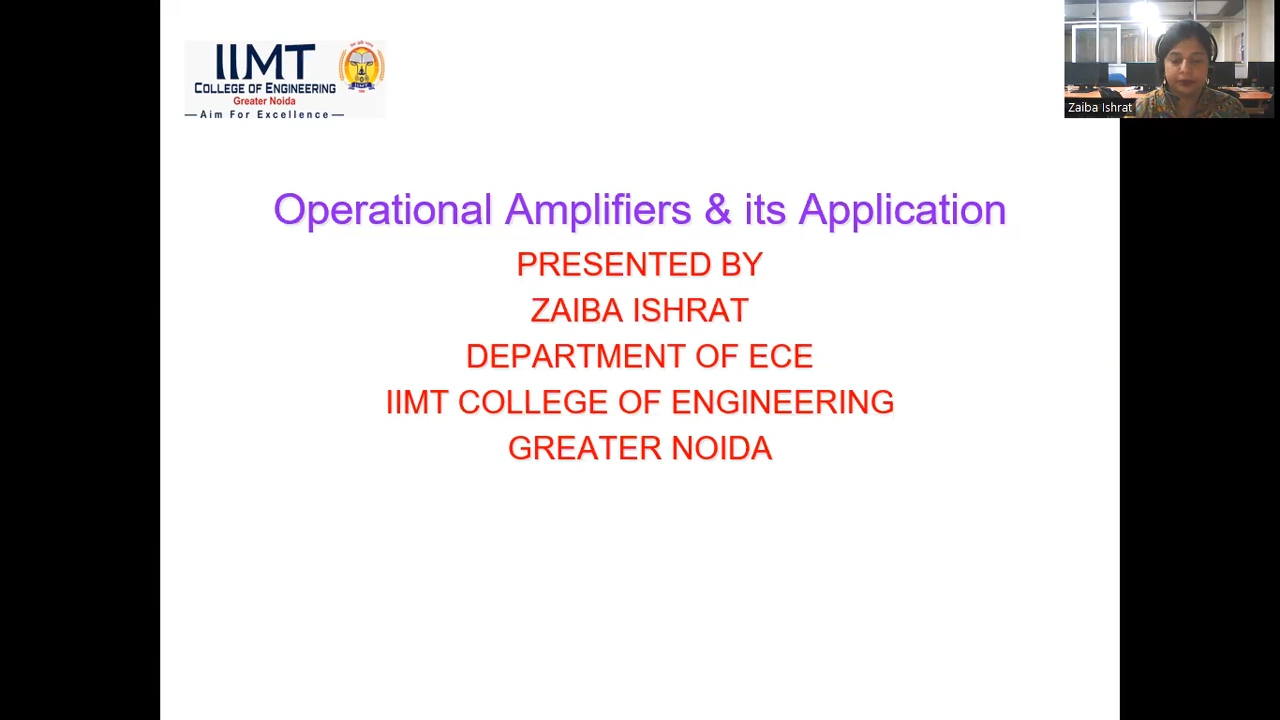 IIMT
COLLEGE OF ENGINEERING
Greater Noida
—Aim For Excellence—
Zaiba Ishrat
Operational Amplifiers & its Application
PRESENTED BY
ZAIBA ISHRAT
DEPARTMENT OF ECE
IIMT COLLEGE OF ENGINEERING
GREATER NOIDA